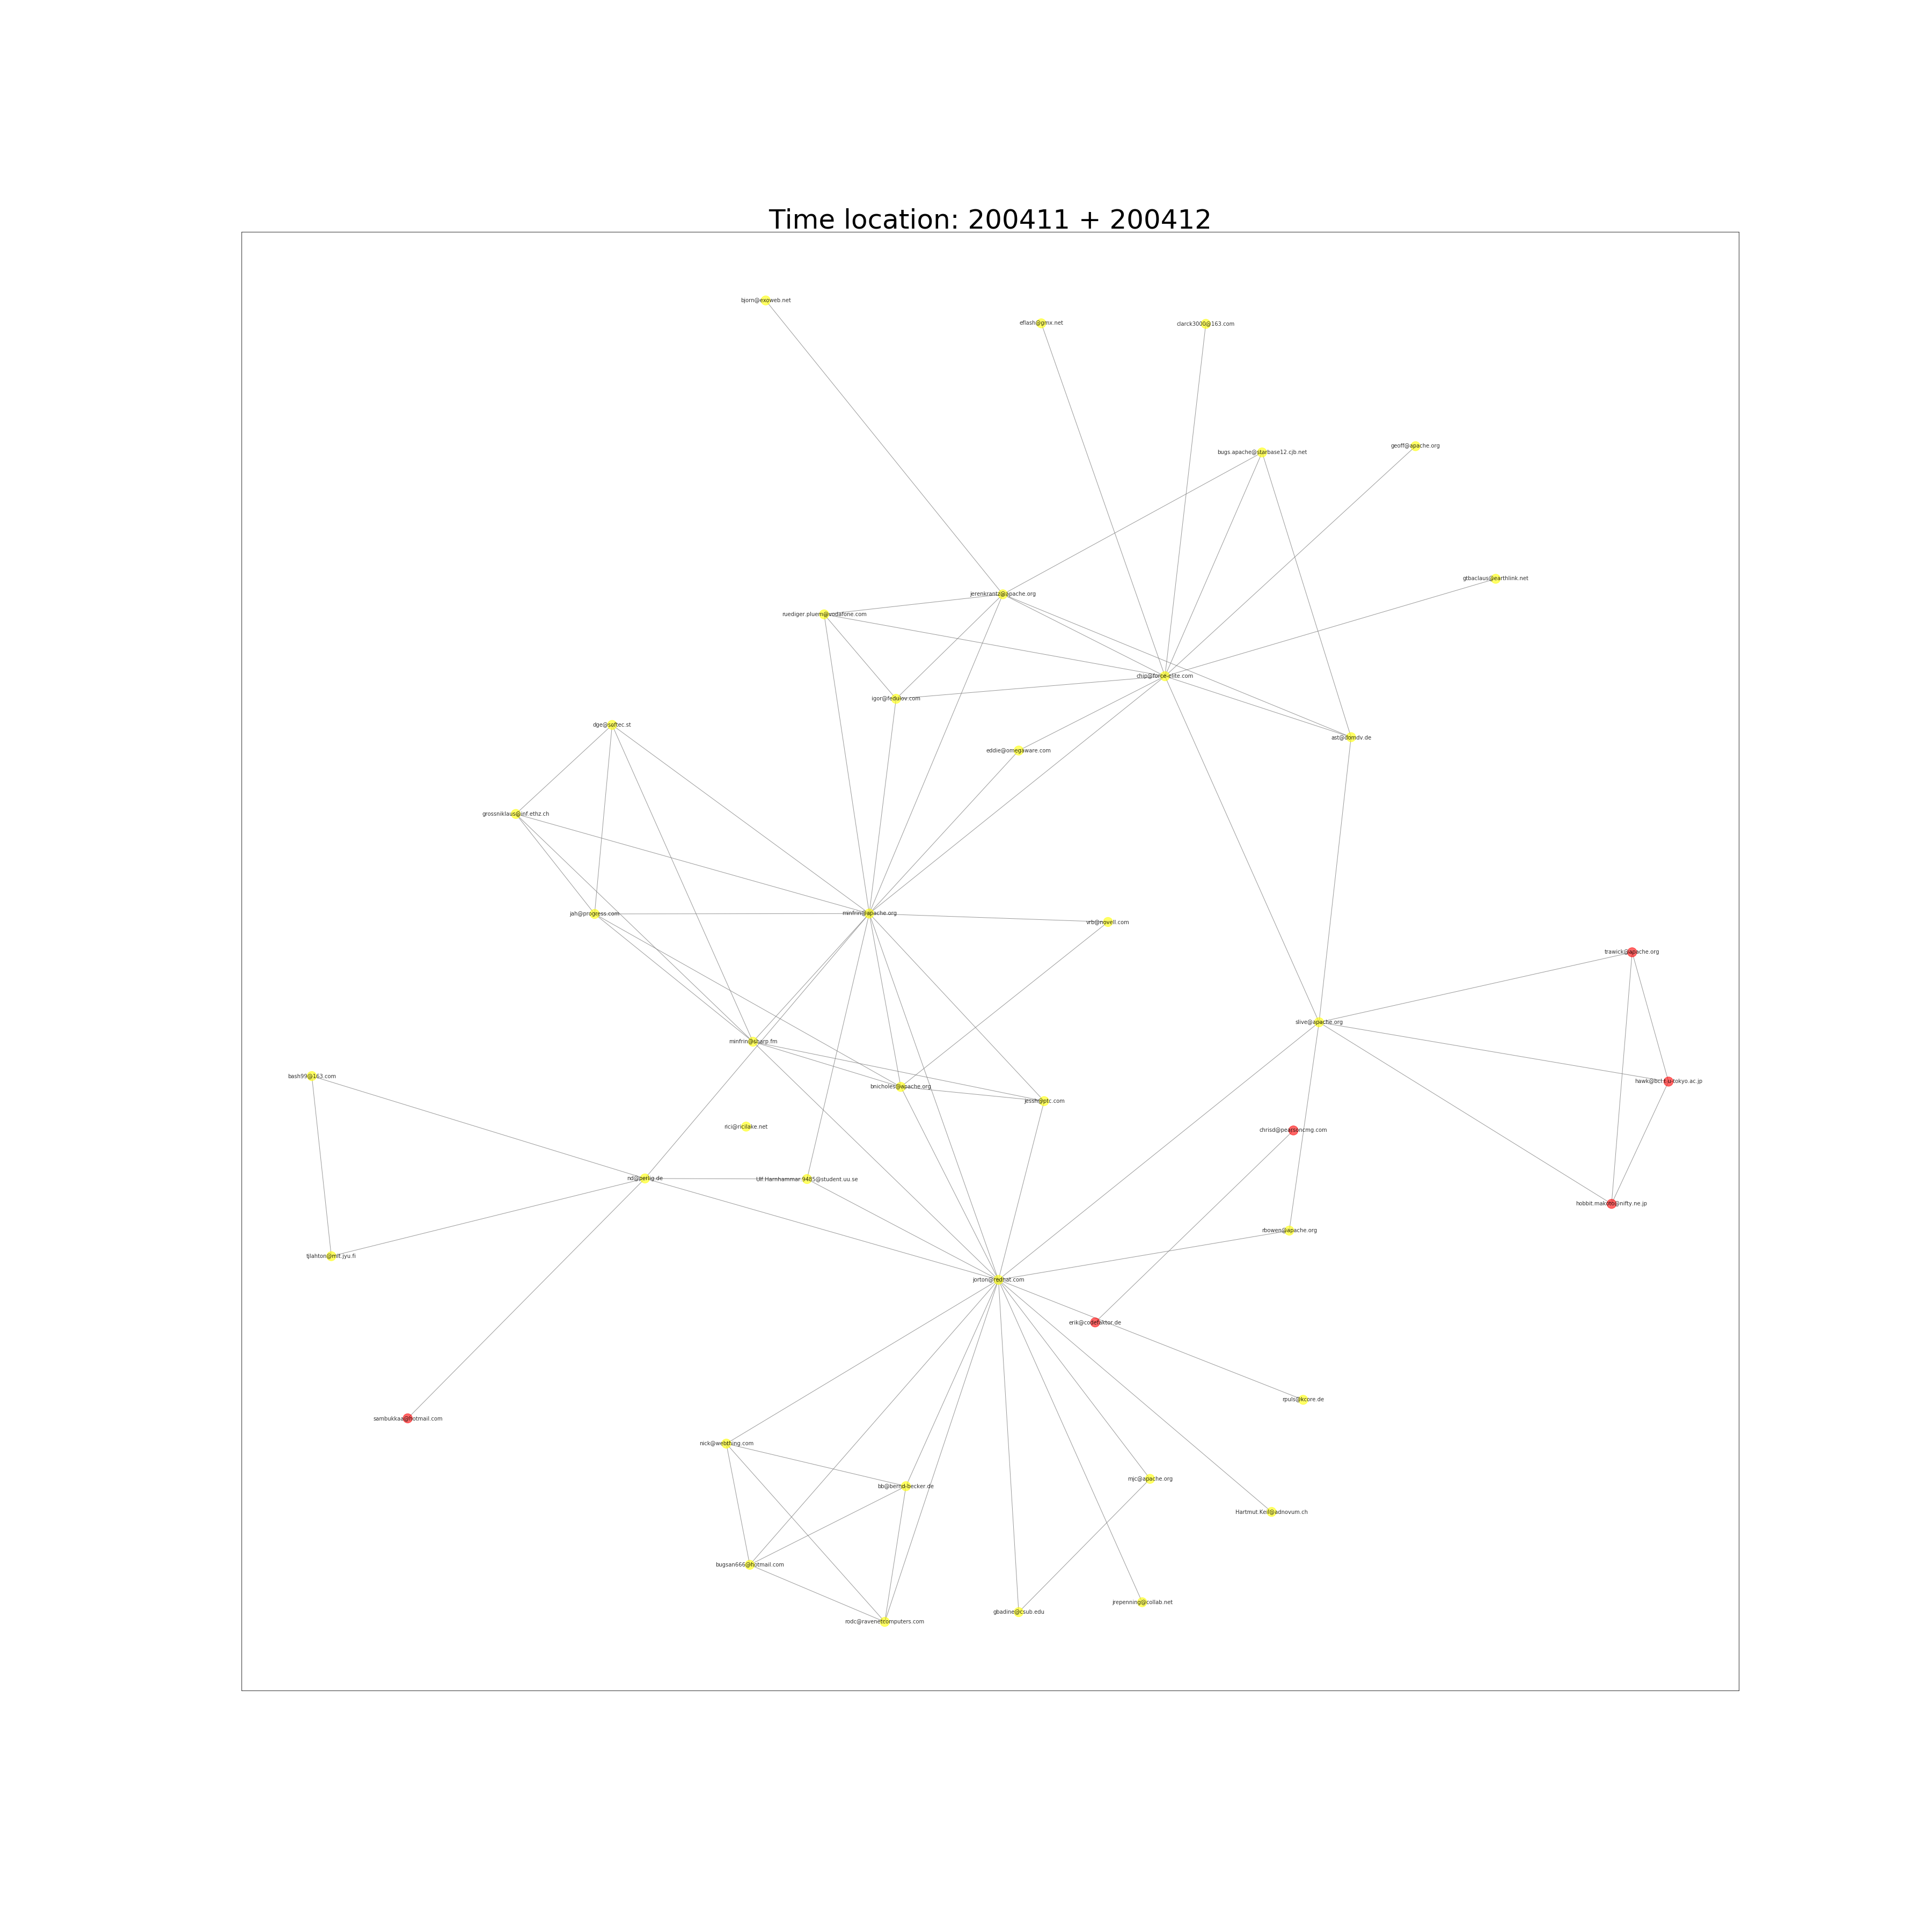 Time location: 200411 + 200412
bjorn@exoweb.net
eflash@gmx.net
clarck3000@163.com
geoff@apache.org
bugs.apache@starbase12.cjb.net
gtbaclaus@earthlink.net
jerenkrantz@apache.org
ruediger.pluem@vodafone.com
chip@force-elite.com
igor@fedulov.com
dge@softec.st
ast@domdv.de
eddie@omegaware.com
grossniklaus@inf.ethz.ch
jah@progress.com
minfrin@apache.org
vrb@novell.com
trawick@apache.org
slive@apache.org
minfrin@sharp.fm
bash99@163.com
hawk@bcts.u-tokyo.ac.jp
bnicholes@apache.org
jessh@ptc.com
rici@ricilake.net
chrisd@pearsoncmg.com
nd@perlig.de
Ulf.Harnhammar.9485@student.uu.se
rbowen@apache.org
tjlahton@mit.jyu.fi
jorton@redhat.com
erik@codefaktor.de
rpuls@kcore.de
sambukkaa@hotmail.com
nick@webthing.com
mjc@apache.org
bb@bernd-becker.de
Hartmut.Keil@adnovum.ch
bugsan666@hotmail.com
jrepenning@collab.net
gbadine@csub.edu
rodc@ravenetcomputers.com